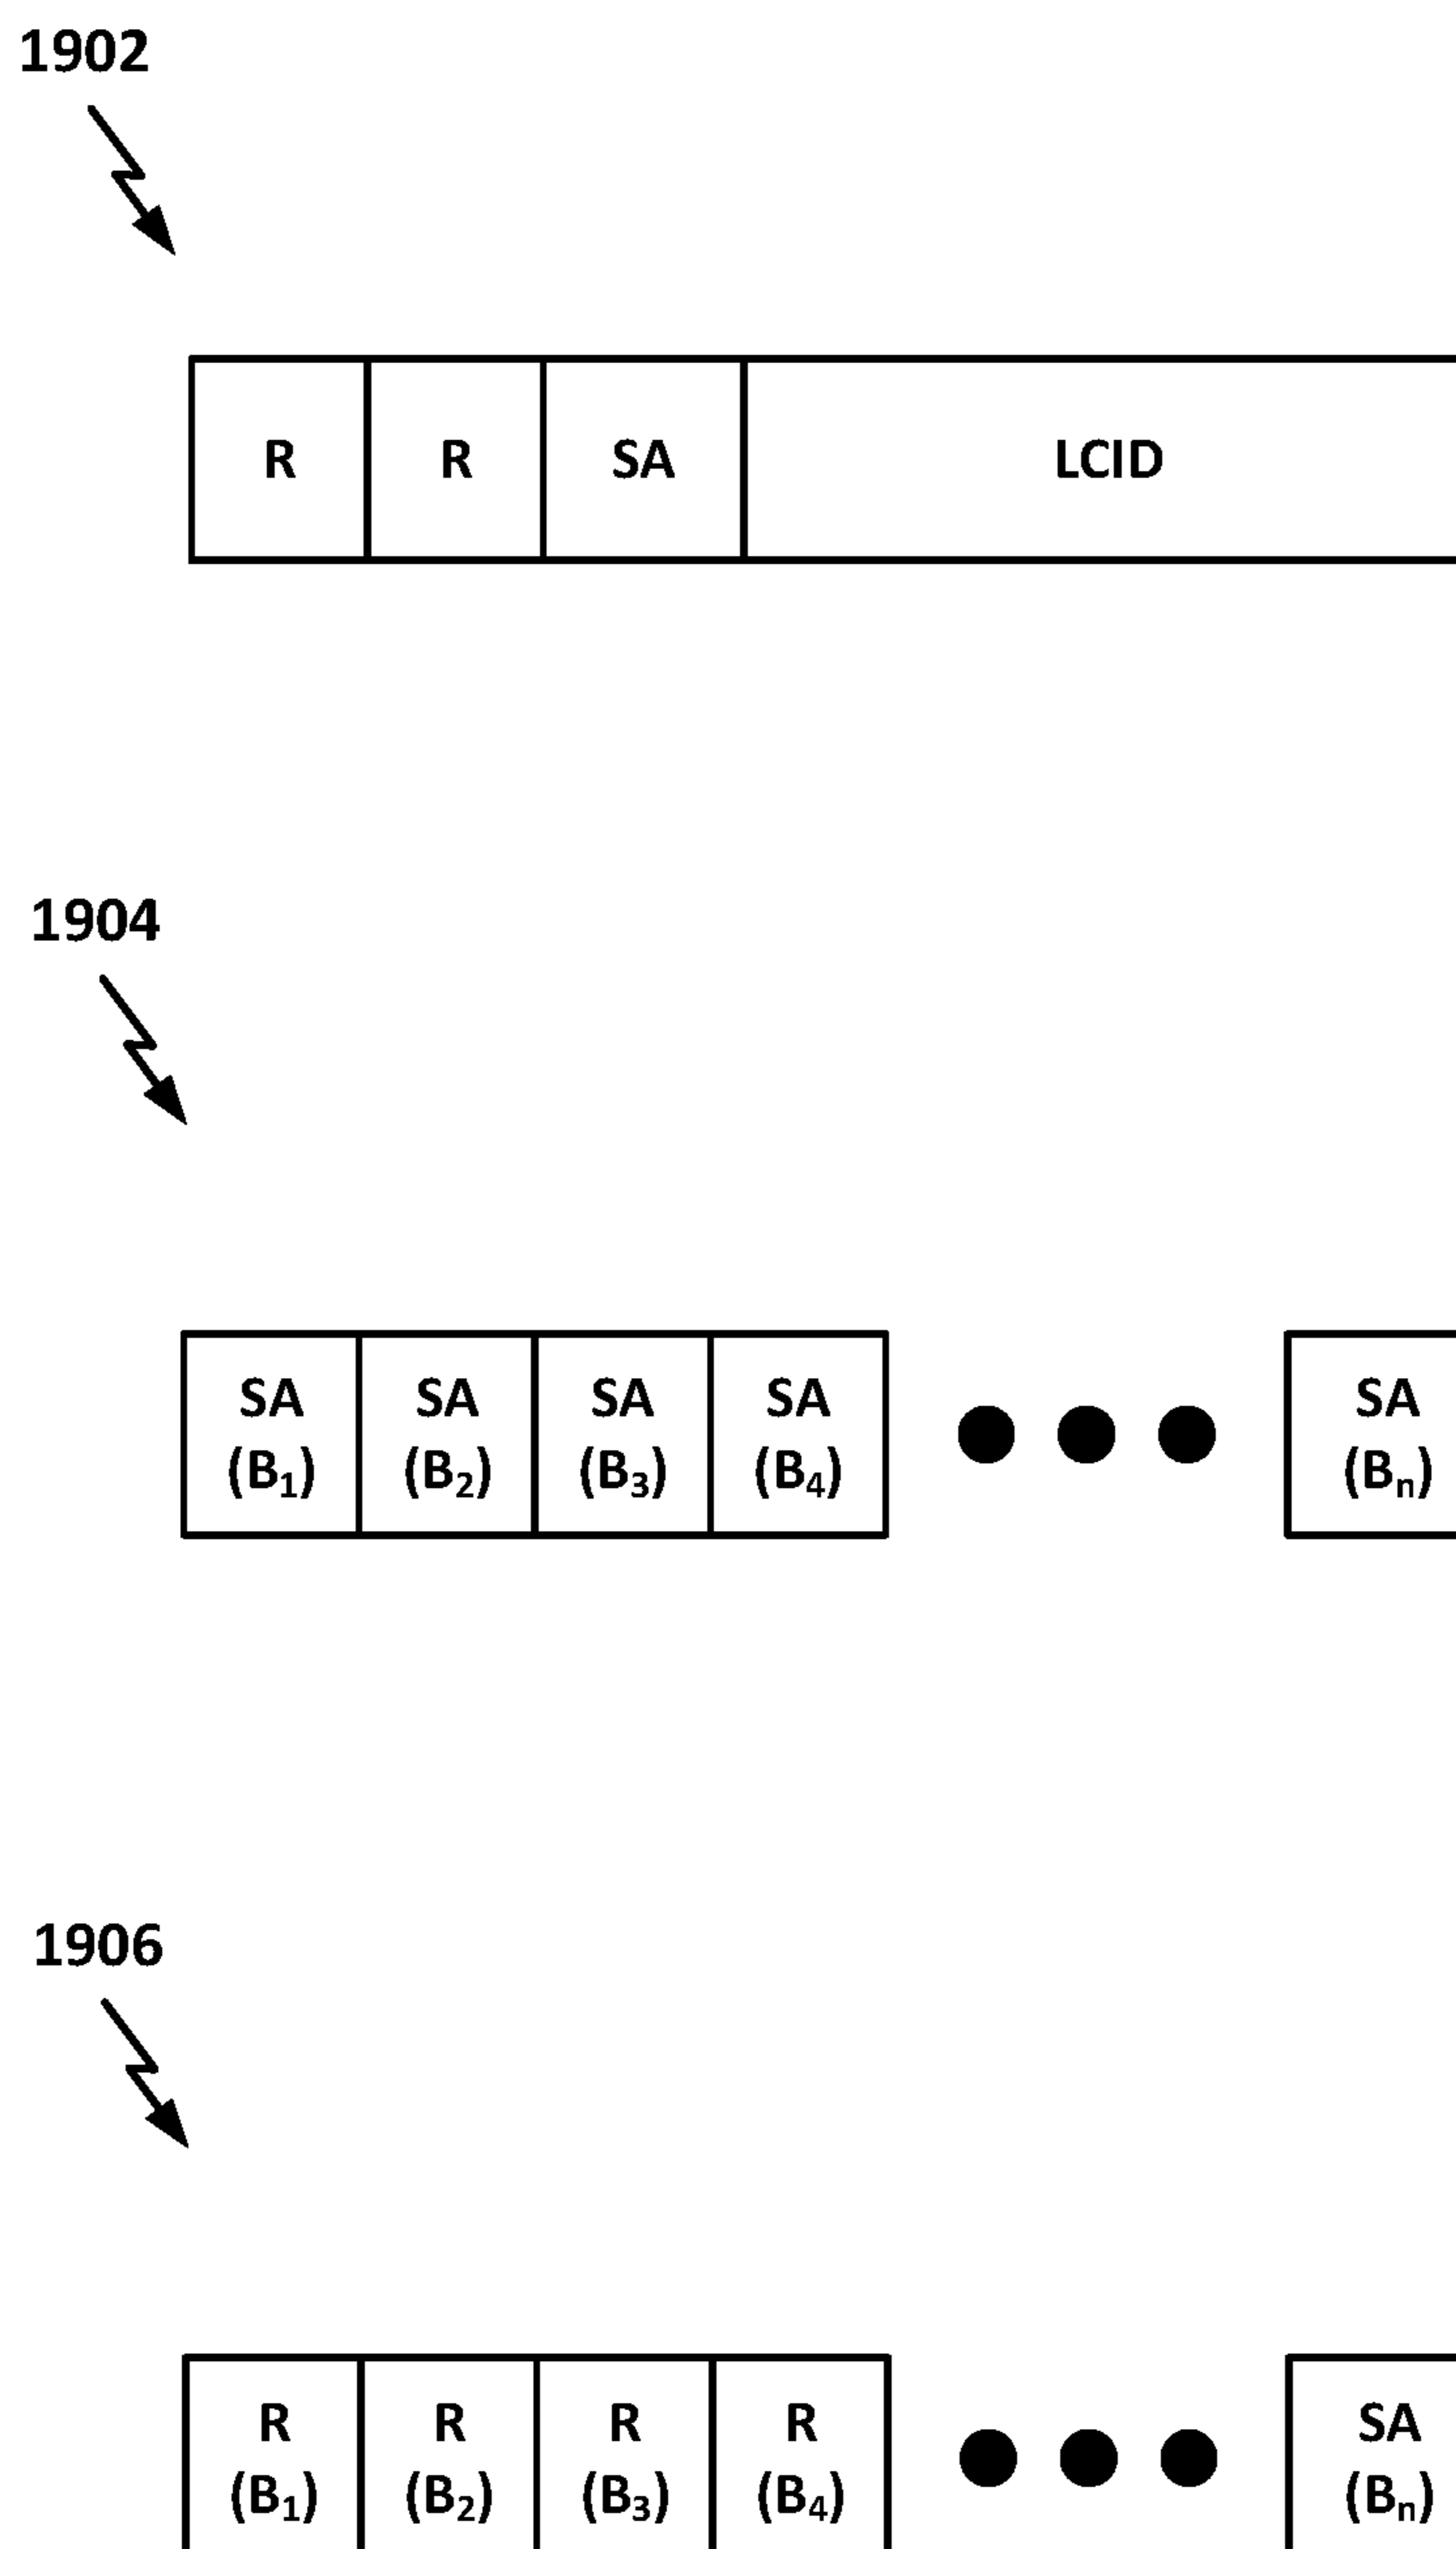 1902
R R SA LCID
1904
SA SA SA SA SA
(B₁) (B₂) (B₃) (B₄) (Bₙ)
1906
R R R R SA
(B₁) (B₂) (B₃) (B₄) (Bₙ)